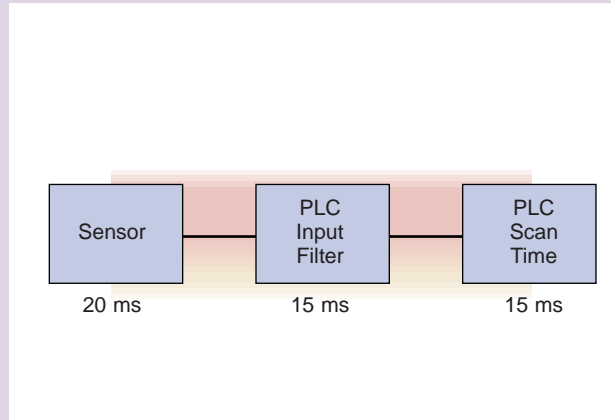 Sensor
PLC
Input
Filter
PLC
Scan
Time
20 ms
15 ms
15 ms